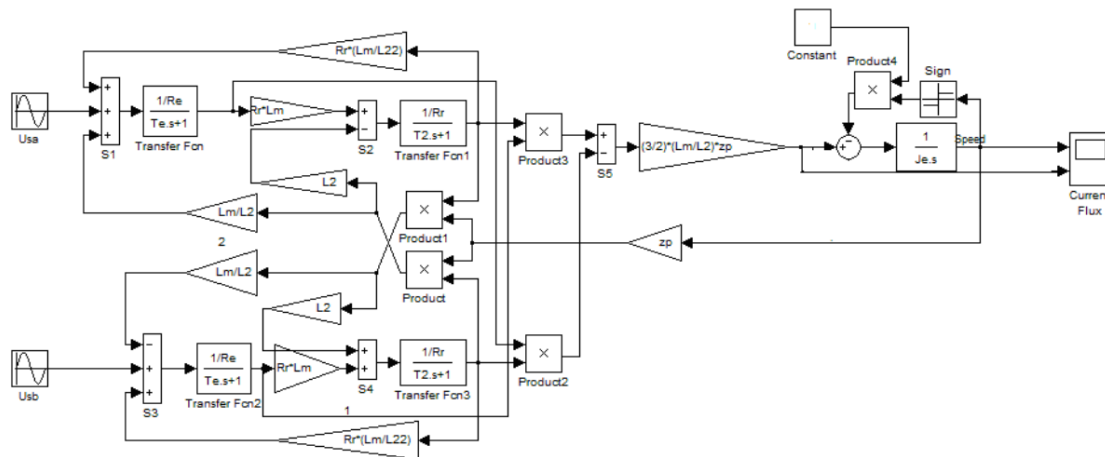 Rr*(Lm/L22)
Constant
Product4
Sign
Usa
+
+
+
S1
1/Re
Te.s+1
Transfer Fcn
Rr*Lm
+
−
S2
1/Rr
T2.s+1
Transfer Fcn1
×
Product3
+
−
S5
(3/2)*(Lm/L2)*zp
+
−
1
Je.s
Speed
Current
Flux
L2
Lm/L2
×
Product1
2
zp
Lm/L2
×
Product
L2
Usb
−
+
+
S3
1/Re
Te.s+1
Transfer Fcn2
Rr*Lm
+
+
S4
1/Rr
T2.s+1
Transfer Fcn3
×
Product2
1
Rr*(Lm/L22)